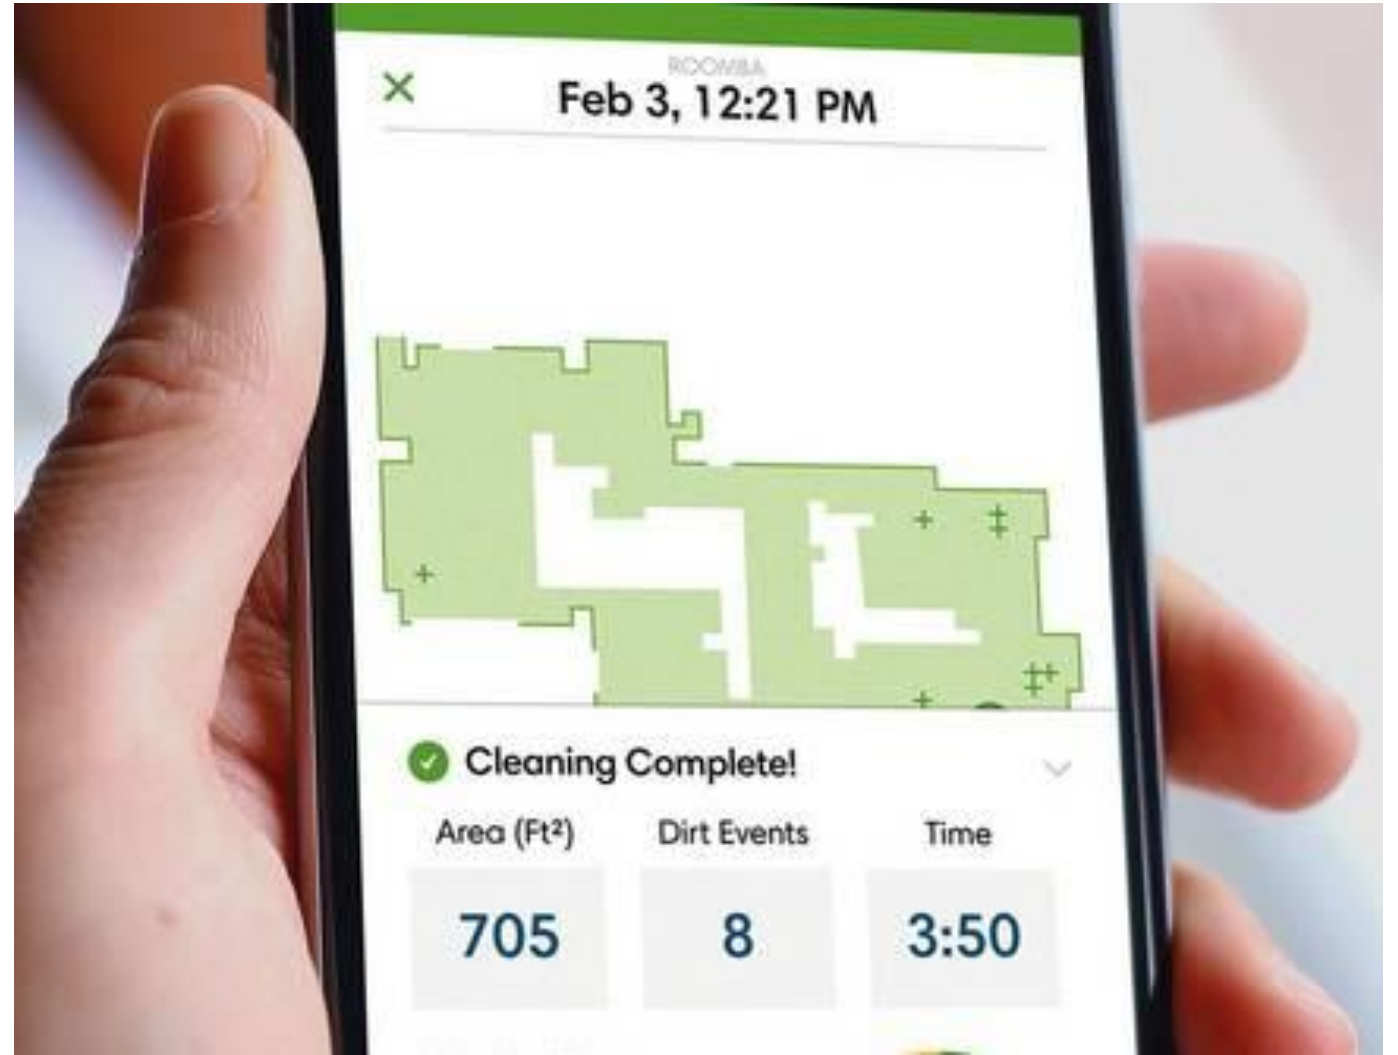 ROOMBA
Feb 3, 12:21 PM
Cleaning Complete!
Area (Ft²) Dirt Events Time
705 8 3:50